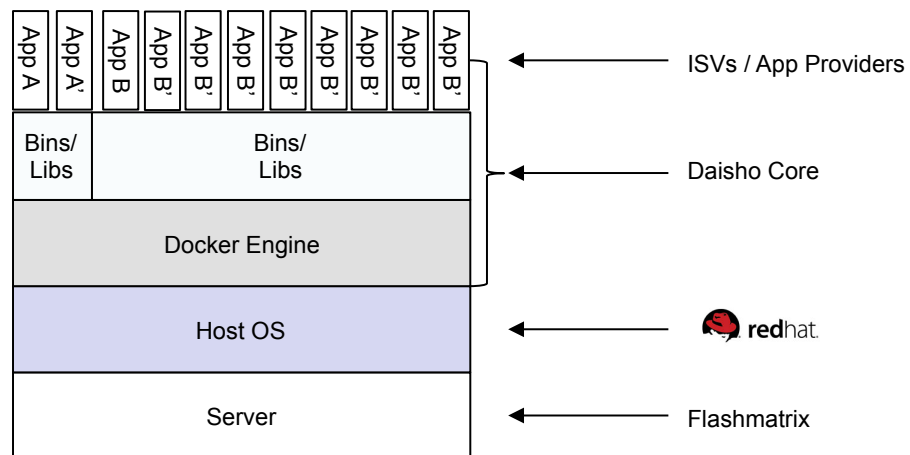 App A
App A'
App B
App B'
App B'
App B'
App B'
App B'
App B'
App B'
App B'
ISVs / App Providers
Bins/
Libs
Bins/
Libs
Daisho Core
Docker Engine
Host OS
redhat.
Server
Flashmatrix